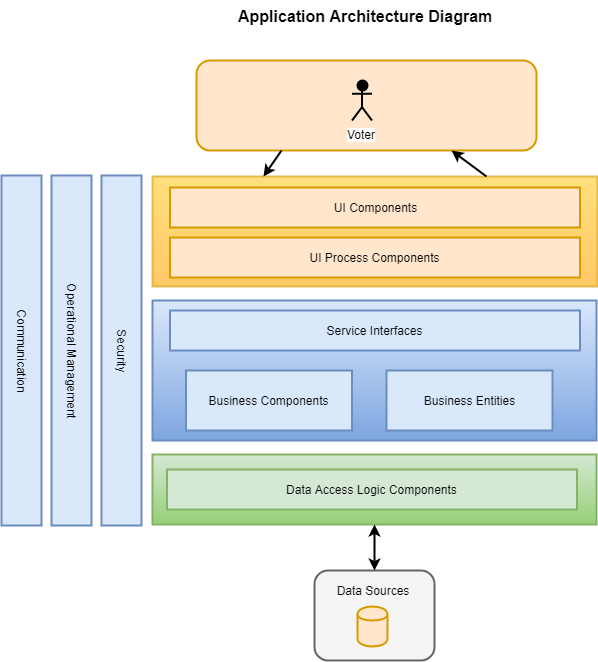 Application Architecture Diagram
Voter
Communication
Operational Management
Security
UI Components
UI Process Components
Service Interfaces
Business Components
Business Entities
Data Access Logic Components
Data Sources